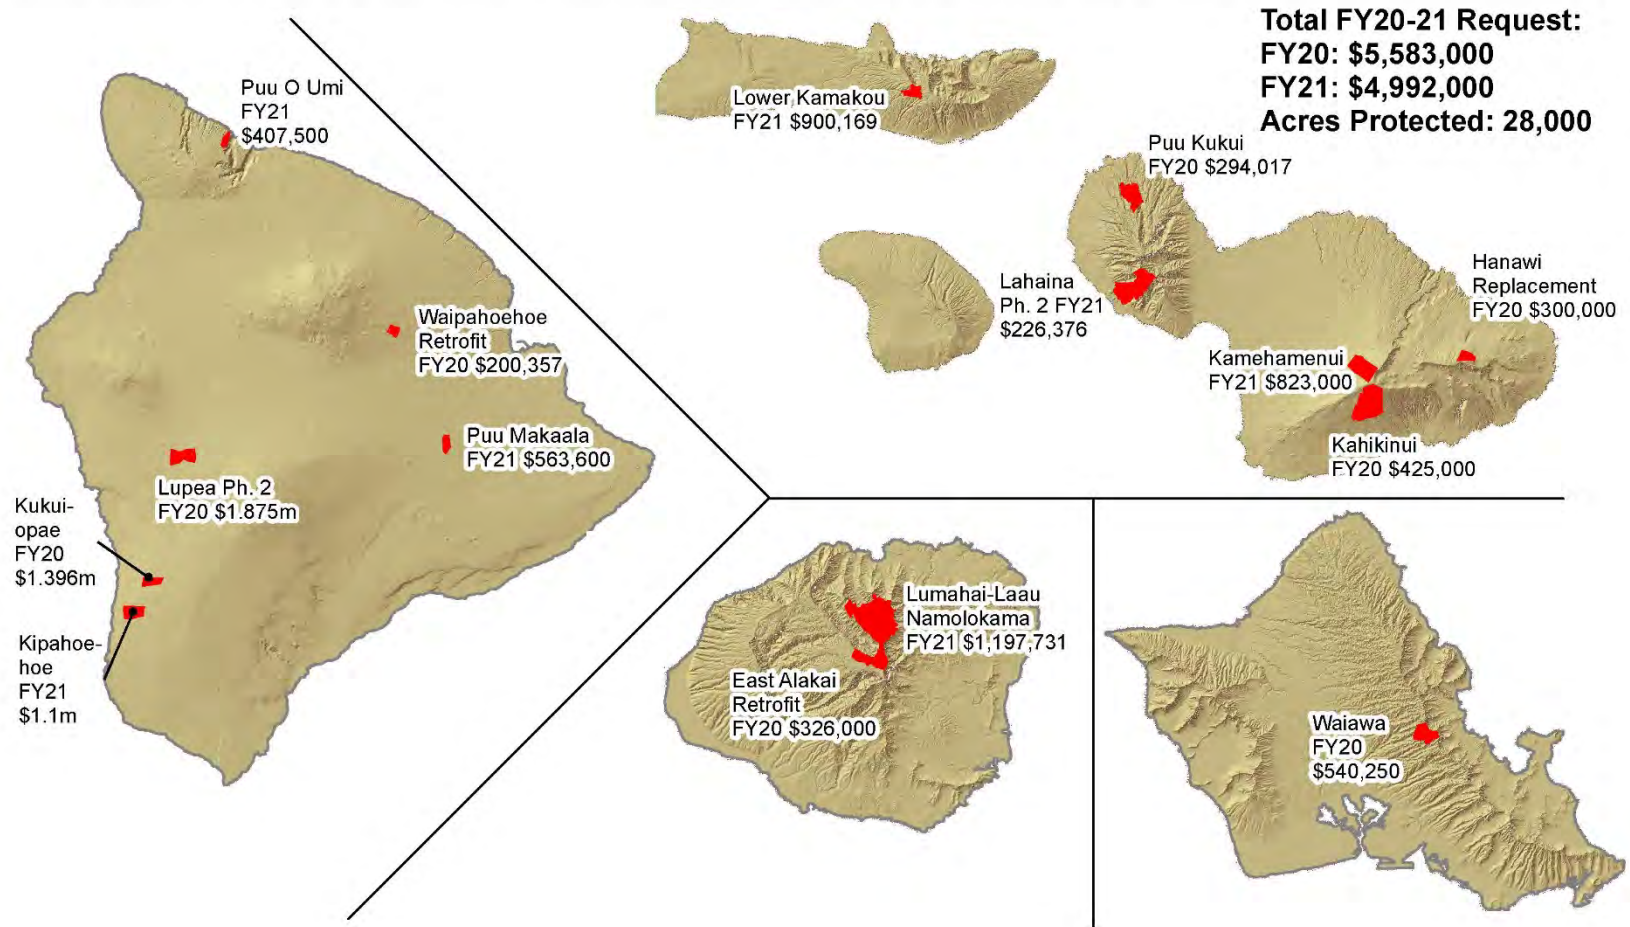 Total FY20-21 Request:
FY20: $5,583,000
FY21: $4,992,000
Acres Protected: 28,000
Puu O Umi
FY21
$407,500
Lower Kamakou
FY21 $900,169
Puu Kukui
FY20 $294,017
Lahaina
Ph. 2 FY21
$226,376
Hanawi
Replacement
FY20 $300,000
Kamehamenui
FY21 $823,000
Kahikinui
FY20 $425,000
Waipahoehoe
Retrofit
FY20 $200,357
Puu Makaala
FY21 $563,600
Lupea Ph. 2
FY20 $1.875m
Kukui-
opae
FY20
$1.396m
Kipahoe-
hoe
FY21
$1.1m
Lumahai-Laau
Namolokama
FY21 $1,197,731
East Alakai
Retrofit
FY20 $326,000
Waiawa
FY20
$540,250